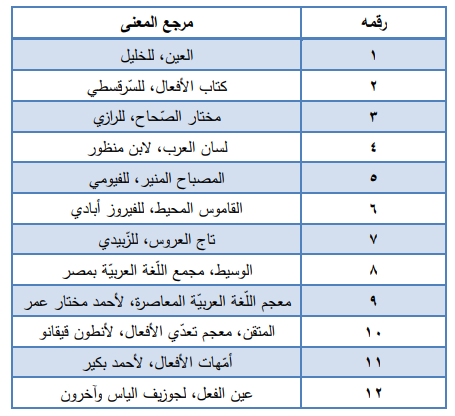 رقمه مرجع المعنى
١ العين، للخليل
٢ كتاب الأفعال، للسّرقسطي
٣ مختار الصّحاح، للرازي
٤ لسان العرب، لابن منظور
٥ المصباح المنير، للفيومي
٦ القاموس المحيط، للفيروز أبادي
٧ تاج العروس، للزّبيدي
٨ الوسيط، مجمع اللّغة العربيّة بمصر
٩ معجم اللّغة العربيّة المعاصرة، لأحمد مختار عمر
١٠ المتقن، معجم تعدّي الأفعال، لأنطون قيقانو
١١ أمّهات الأفعال، لأحمد بكير
١٢ عين الفعل، لجوزيف الياس وآخرون